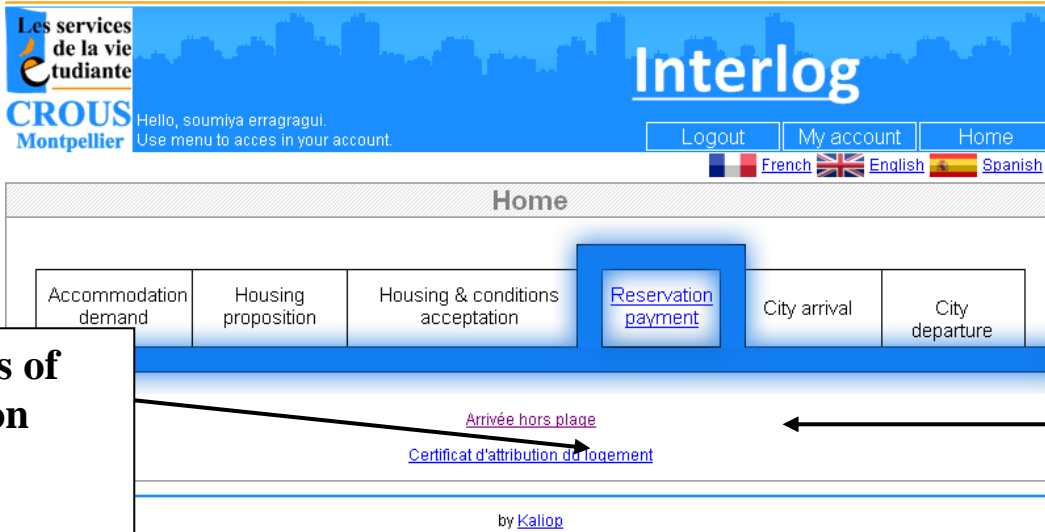 Les services
de la vie
etudiante
CROUS
Montpellier
Interlog
Hello, soumiya erragragui.
Use menu to acces in your account.
Logout
My account
Home
French
English
Spanish
Home
Accommodation
demand
Housing
proposition
Housing & conditions
acceptation
Reservation
payment
City arrival
City
departure
s of
on
Arrivée hors plage
Certificat d'attribution du logement
by Kaliop